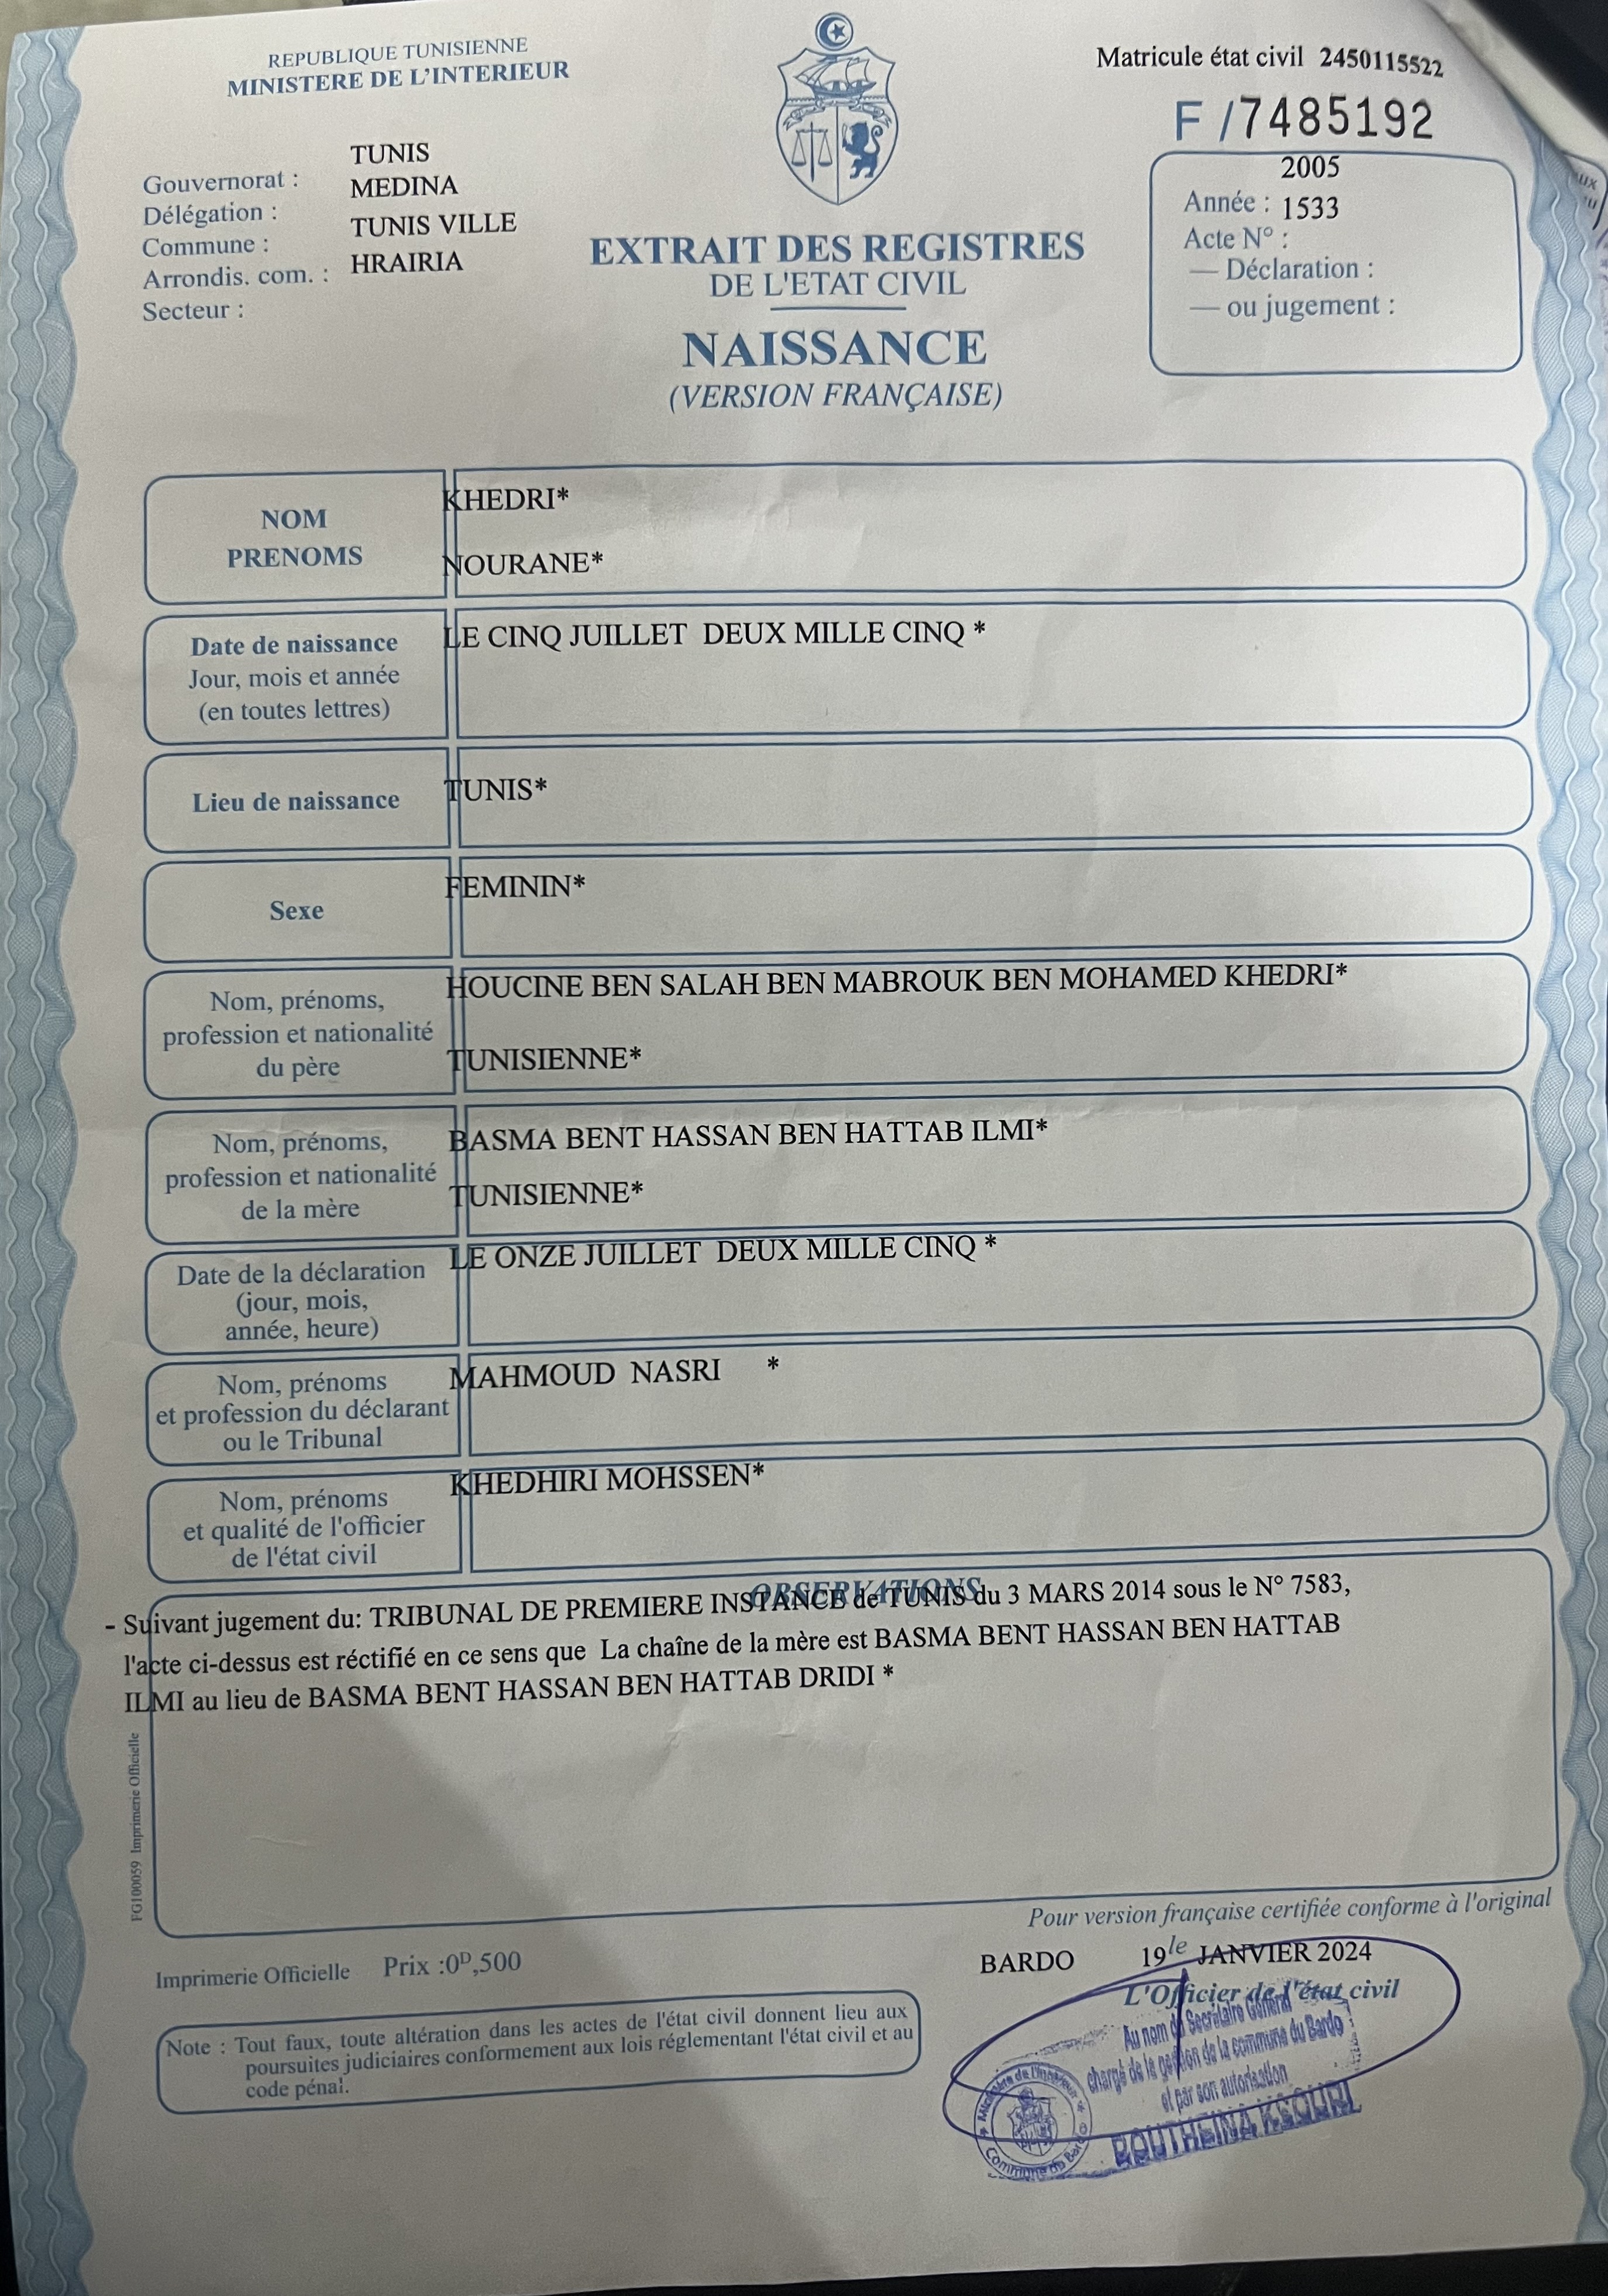 REPUBLIQUE TUNISIENNE
MINISTERE DE L'INTERIEUR
Matricule état civil 2450115522
F /7485192
Gouvernorat : TUNIS
Délégation : MEDINA
Commune : TUNIS VILLE
Arrondis. com. : HRAIRIA
Secteur :
2005
Année : 1533
Acte N° :
— Déclaration :
— ou jugement :
EXTRAIT DES REGISTRES
DE L'ETAT CIVIL
NAISSANCE
(VERSION FRANÇAISE)
NOM KHEDRI*
PRENOMS NOURANE*
Date de naissance LE CINQ JUILLET DEUX MILLE CINQ *
Jour, mois et année
(en toutes lettres)
Lieu de naissance TUNIS*
Sexe FEMININ*
Nom, prénoms, HOUCINE BEN SALAH BEN MABROUK BEN MOHAMED KHEDRI*
profession et nationalité
du père TUNISIENNE*
Nom, prénoms, BASMA BENT HASSAN BEN HATTAB ILMI*
profession et nationalité
de la mère TUNISIENNE*
Date de la déclaration LE ONZE JUILLET DEUX MILLE CINQ *
(jour, mois,
année, heure)
Nom, prénoms MAHMOUD NASRI *
et profession du déclarant
ou le Tribunal
Nom, prénoms KHEDHIRI MOHSSEN*
et qualité de l'officier
de l'état civil
OBSERVATIONS
- Suivant jugement du: TRIBUNAL DE PREMIERE INSTANCE de TUNIS du 3 MARS 2014 sous le N° 7583,
l'acte ci-dessus est réctifié en ce sens que La chaîne de la mère est BASMA BENT HASSAN BEN HATTAB
ILMI au lieu de BASMA BENT HASSAN BEN HATTAB DRIDI *
FG100059 Imprimerie Officielle
Pour version française certifiée conforme à l'original
BARDO 19 le JANVIER 2024
L'Officier de l'état civil
Imprimerie Officielle Prix :0D,500
Note : Tout faux, toute altération dans les actes de l'état civil donnent lieu aux
poursuites judiciaires conformement aux lois réglementant l'état civil et au
code pénal.
Au nom du Secrétaire Général
chargé de la gestion de la commune du Bardo
et par son autorisation
BOUTHEINA KSOURI
Ministère de l'Intérieur
Commune du Bardo